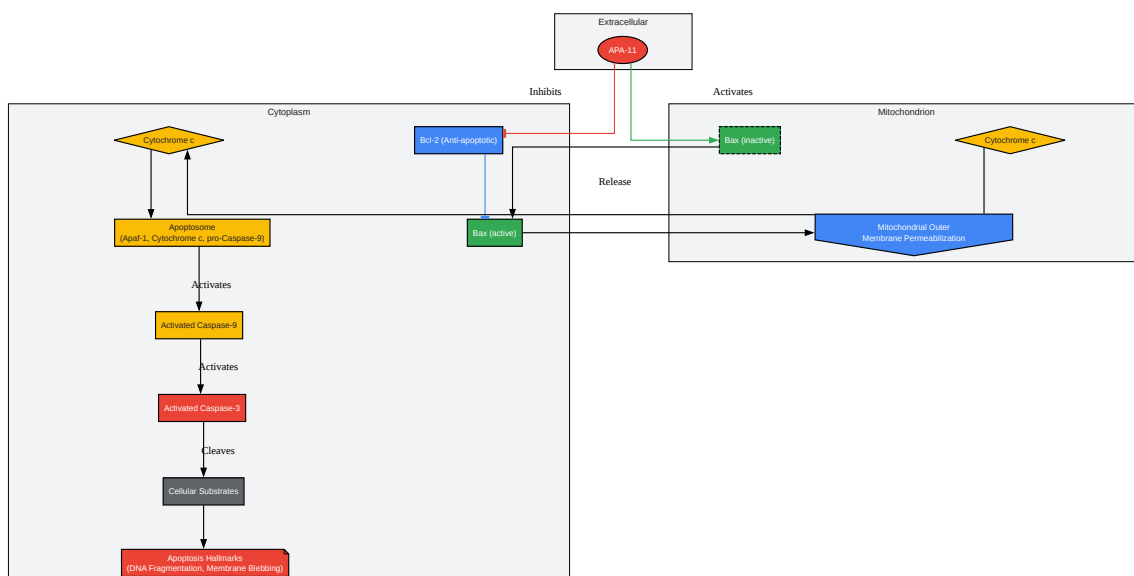 Extracellular
APA-11
Inhibits
Activates
Cytoplasm
Mitochondrion
Cytochrome c
Bcl-2 (Anti-apoptotic)
Bax (inactive)
Cytochrome c
Release
Apoptosome
(Apaf-1, Cytochrome c, pro-Caspase-9)
Bax (active)
Mitochondrial Outer
Membrane Permeabilization
Activates
Activated Caspase-9
Activates
Activated Caspase-3
Cleaves
Cellular Substrates
Apoptosis Hallmarks
(DNA Fragmentation, Membrane Blebbing)